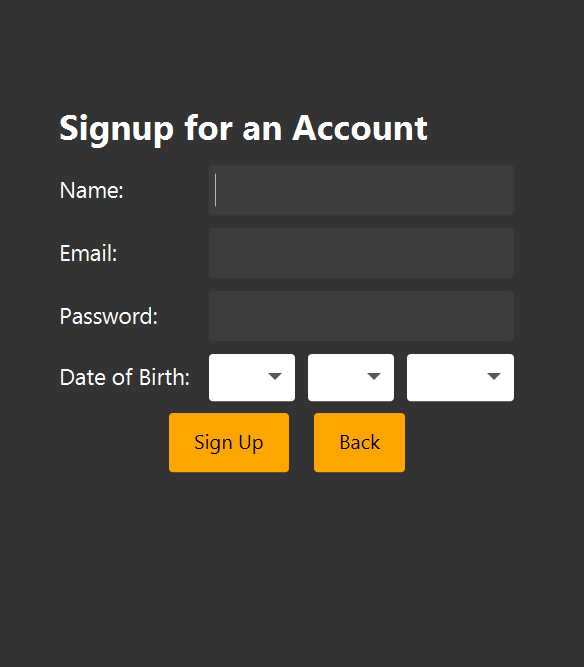 Signup for an Account
Name:
Email:
Password:
Date of Birth:
Sign Up Back